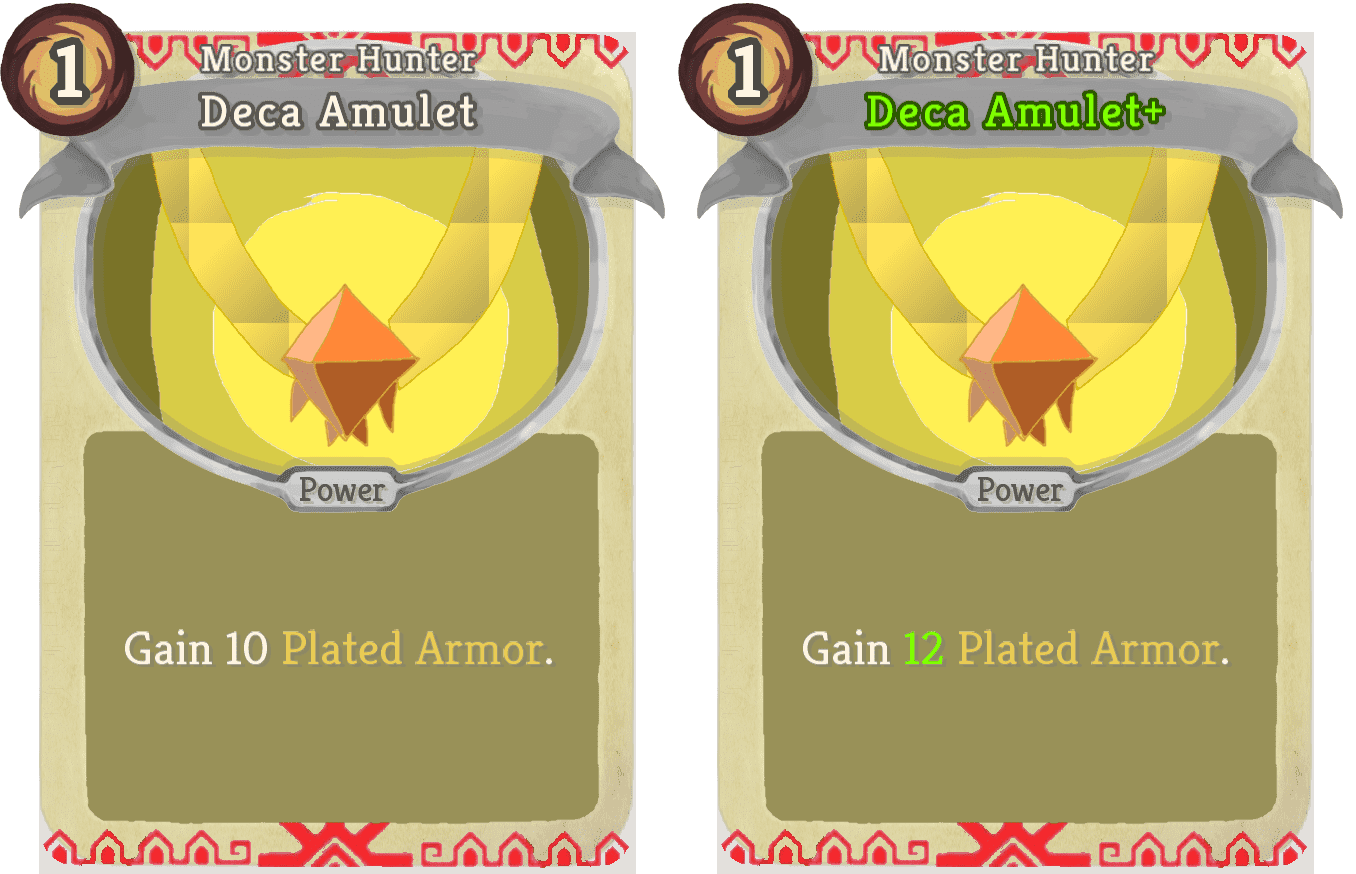 1
Monster Hunter
Deca Amulet
Power
Gain 10 Plated Armor.
1
Monster Hunter
Deca Amulet+
Power
Gain 12 Plated Armor.